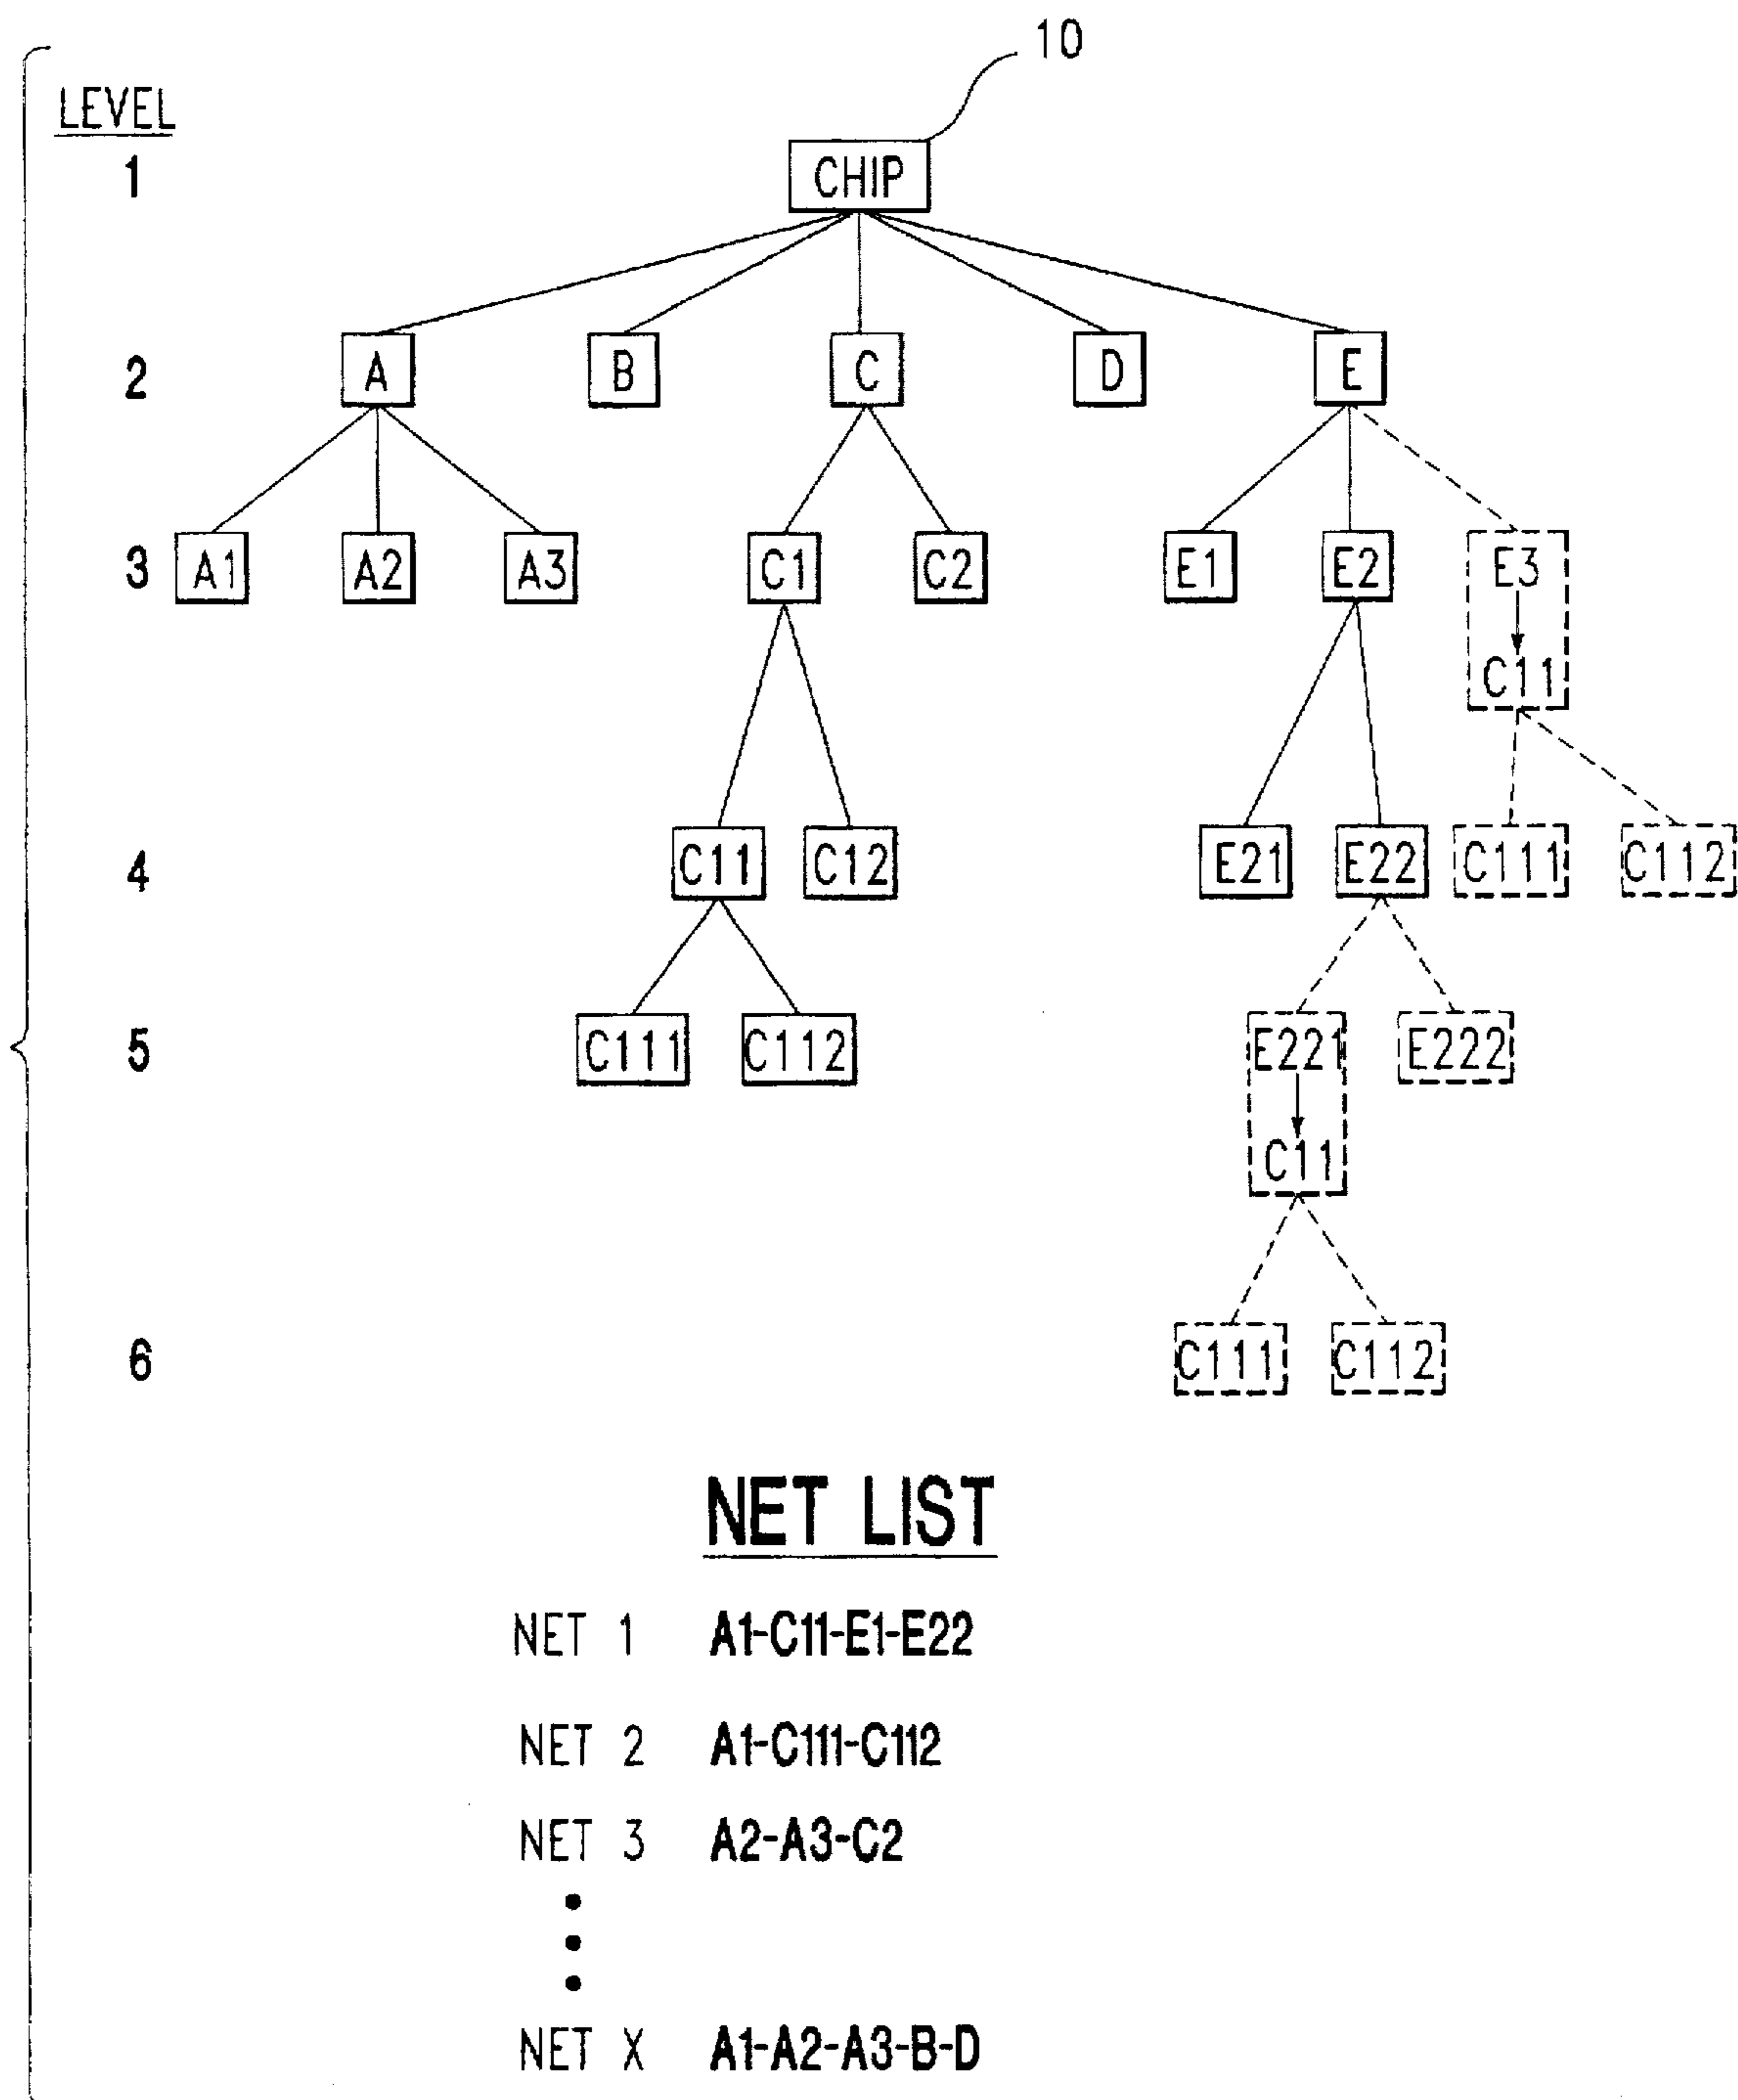 10
LEVEL
1
CHIP
2 A B C D E
3 A1 A2 A3 C1 C2 E1 E2 E3
C11
4 C11 C12 E21 E22 C111 C112
5 C111 C112 E221 E222
C11
6 C111 C112
NET LIST
NET 1 A1-C11-E1-E22
NET 2 A1-C111-C112
NET 3 A2-A3-C2
NET X A1-A2-A3-B-D